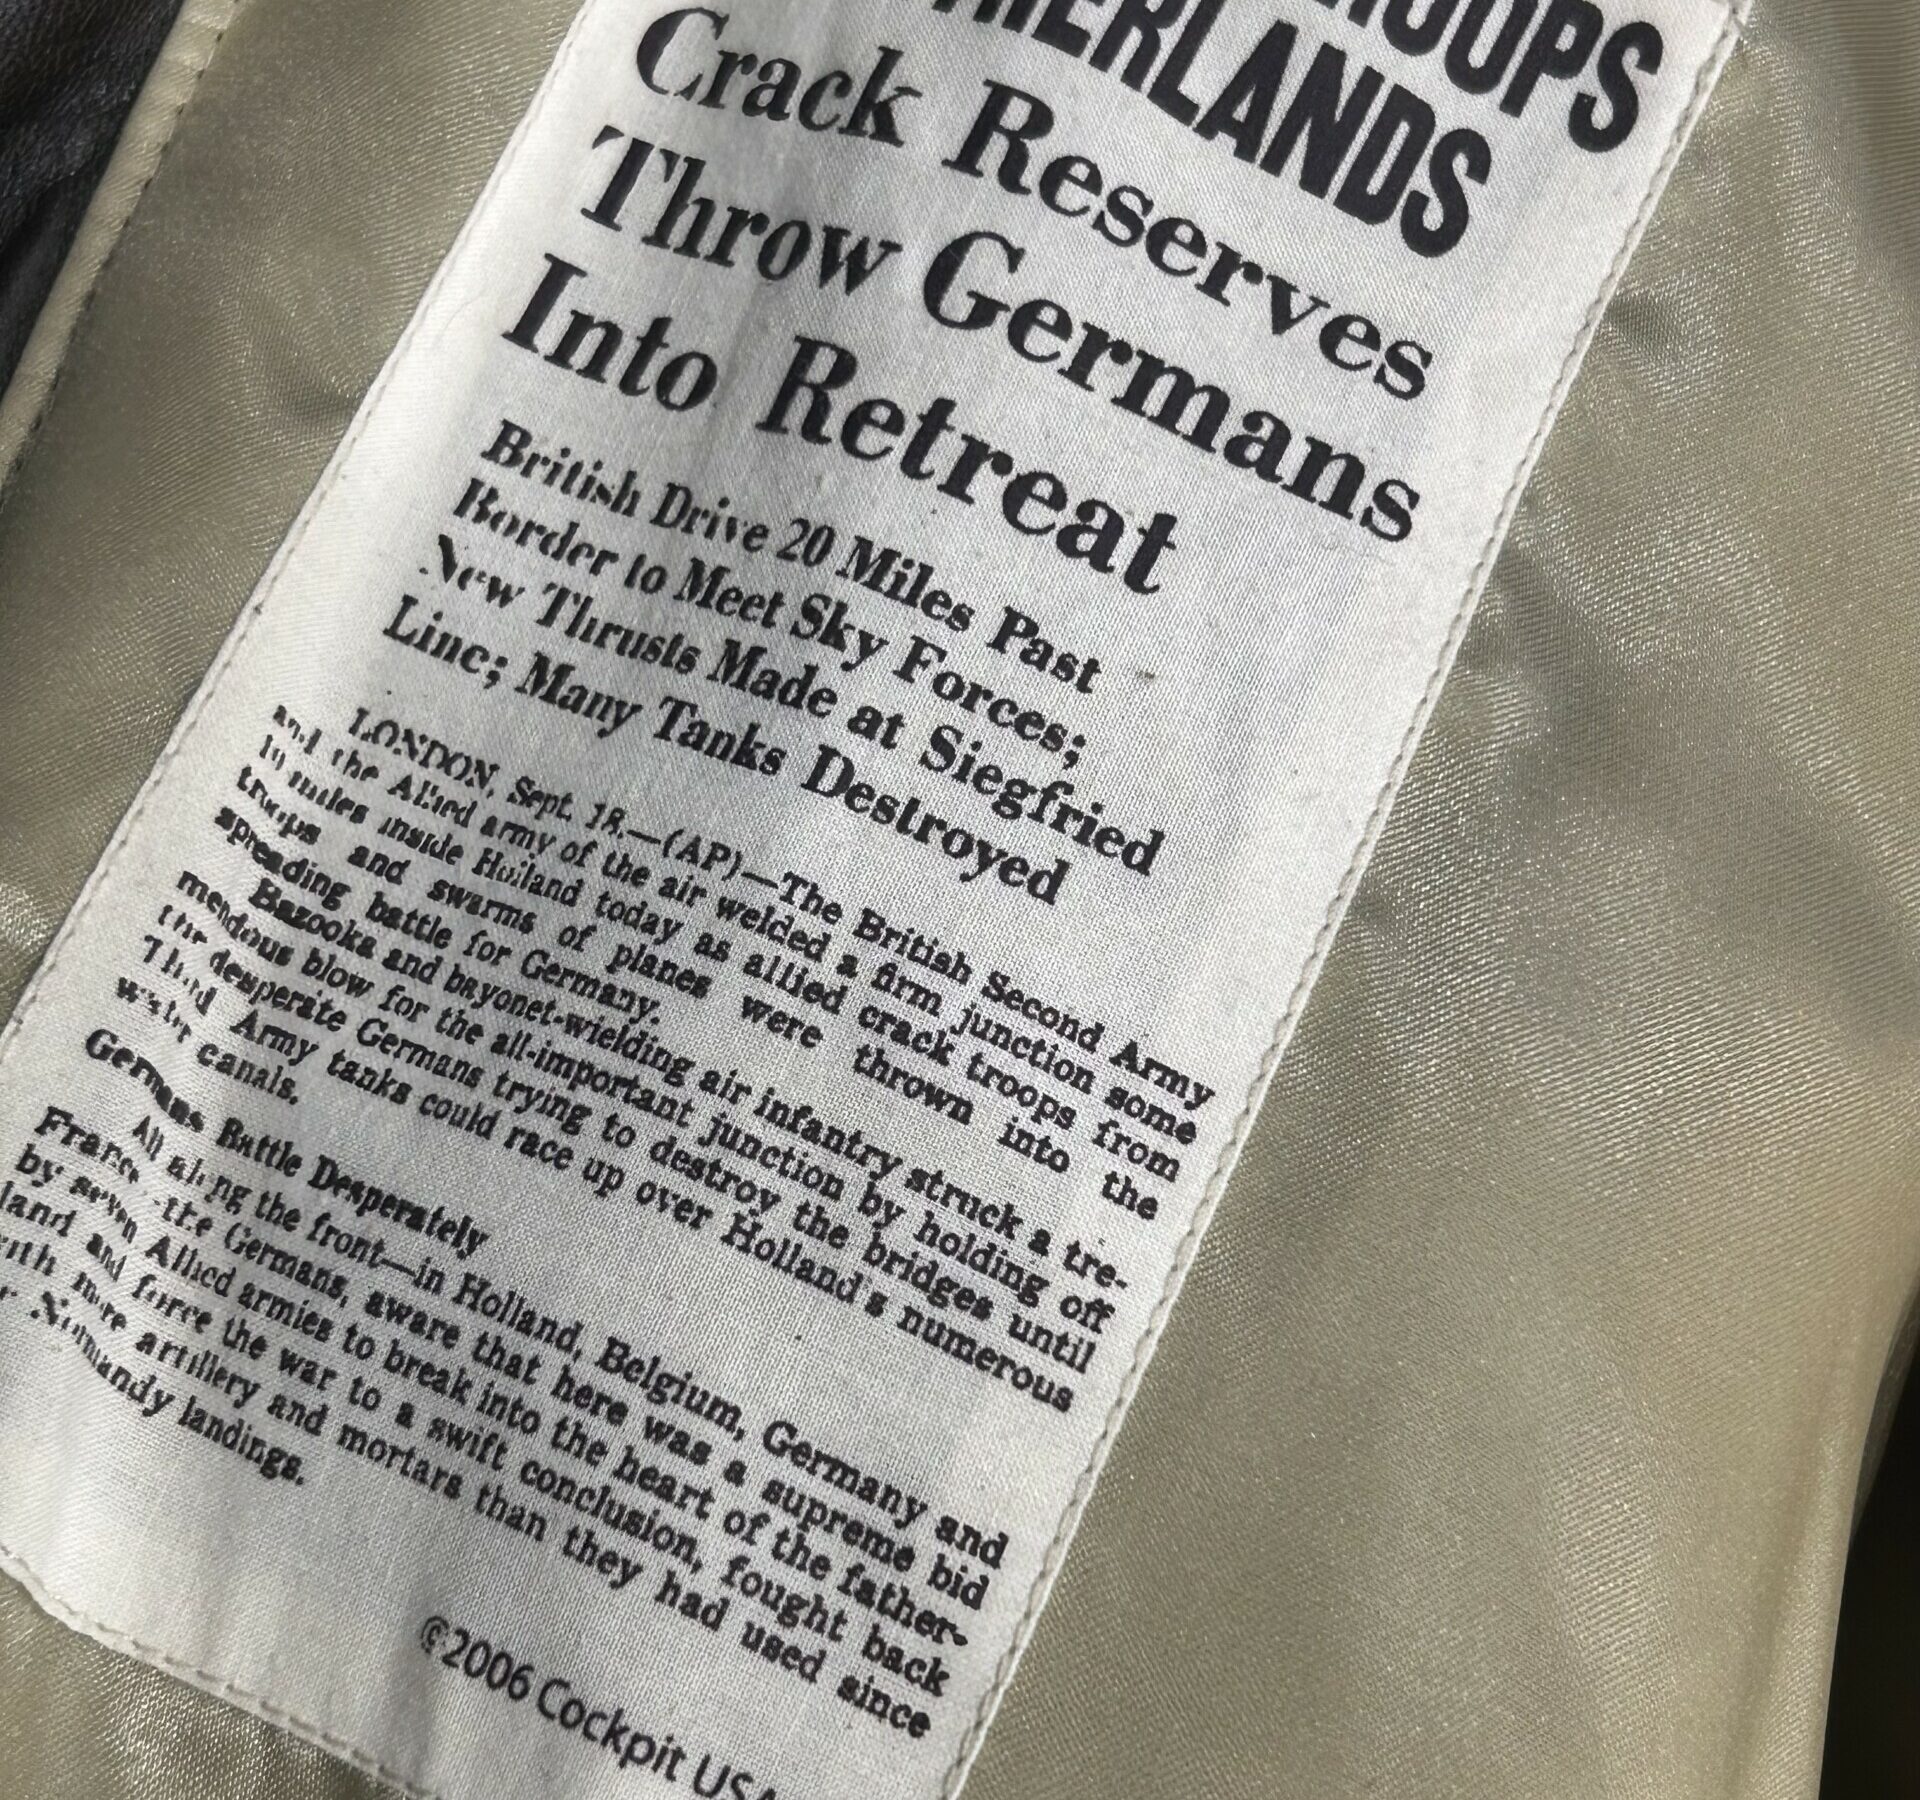 Crack Reserves
Throw Germans
Into Retreat
British Drive 20 Miles Past
Border to Meet Sky Forces;
New Thrusts Made at Siegfried
Line; Many Tanks Destroyed
LONDON, Sept. 18.—(AP)—The British Second Army
and the Allied army of the air welded a firm junction some
10 miles inside Holland today as allied crack troops from
troops and swarms of planes were thrown into the
spreading battle for Germany.
Bazooka and bayonet-wielding air infantry struck a tre-
mendous blow for the all-important junction by holding off
the desperate Germans trying to destroy the bridges until
Third Army tanks could race up over Holland's numerous
water canals.
Germans Battle Desperately
All along the front—in Holland, Belgium, Germany and
France—the Germans, aware that here was a supreme bid
by seven Allied armies to break into the heart of the father-
land and force the war to a swift conclusion, fought back
with more artillery and mortars than they had used since
Normandy landings.
©2006 Cockpit USA